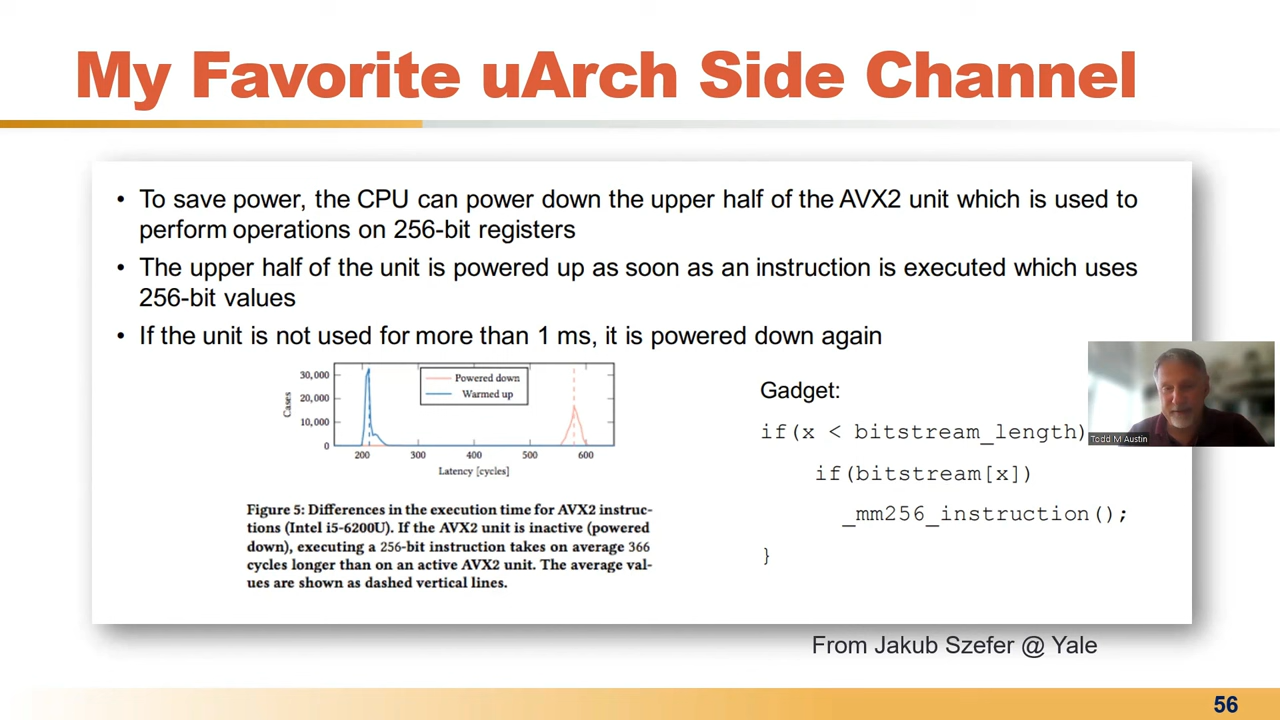 My Favorite uArch Side Channel
• To save power, the CPU can power down the upper half of the AVX2 unit which is used to
perform operations on 256-bit registers
• The upper half of the unit is powered up as soon as an instruction is executed which uses
256-bit values
• If the unit is not used for more than 1 ms, it is powered down again
30,000
20,000
10,000
0
Cases
Powered down
Warmed up
200 300 400 500 600
Latency [cycles]
Figure 5: Differences in the execution time for AVX2 instruc-
tions (Intel i5-6200U). If the AVX2 unit is inactive (powered
down), executing a 256-bit instruction takes on average 366
cycles longer than on an active AVX2 unit. The average val-
ues are shown as dashed vertical lines.
Gadget:
if(x < bitstream_length)
if(bitstream[x])
_mm256_instruction();
}
Todd M Austin
From Jakub Szefer @ Yale
56